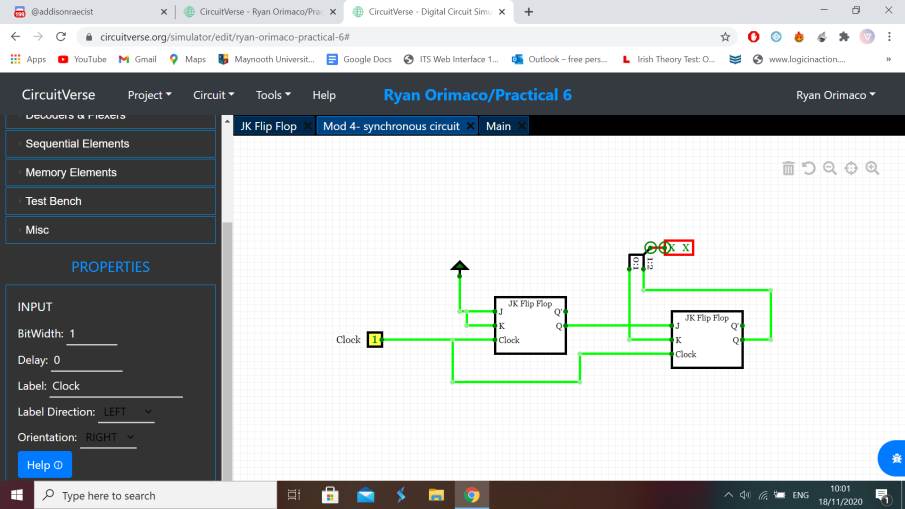 @addisonraecist
CircuitVerse - Ryan Orimaco/Prac
CircuitVerse - Digital Circuit Simu
circuitverse.org/simulator/edit/ryan-orimaco-practical-6#
Apps YouTube Gmail Maps Maynooth Universit... Google Docs ITS Web Interface 1... Outlook – free pers... Irish Theory Test: O... www.logicinaction....
CircuitVerse Project Circuit Tools Help Ryan Orimaco/Practical 6 Ryan Orimaco
Decoders & Plexers
JK Flip Flop Mod 4- synchronous circuit Main
Sequential Elements
Memory Elements
Test Bench
Misc
PROPERTIES
INPUT
BitWidth: 1
Delay: 0
Label: Clock
Label Direction: LEFT
Orientation: RIGHT
Help
X X
0:1 1:2
JK Flip Flop
J Q'
K Q
Clock
Clock 1
JK Flip Flop
J Q'
K Q
Clock
Type here to search
ENG
10:01
18/11/2020
1